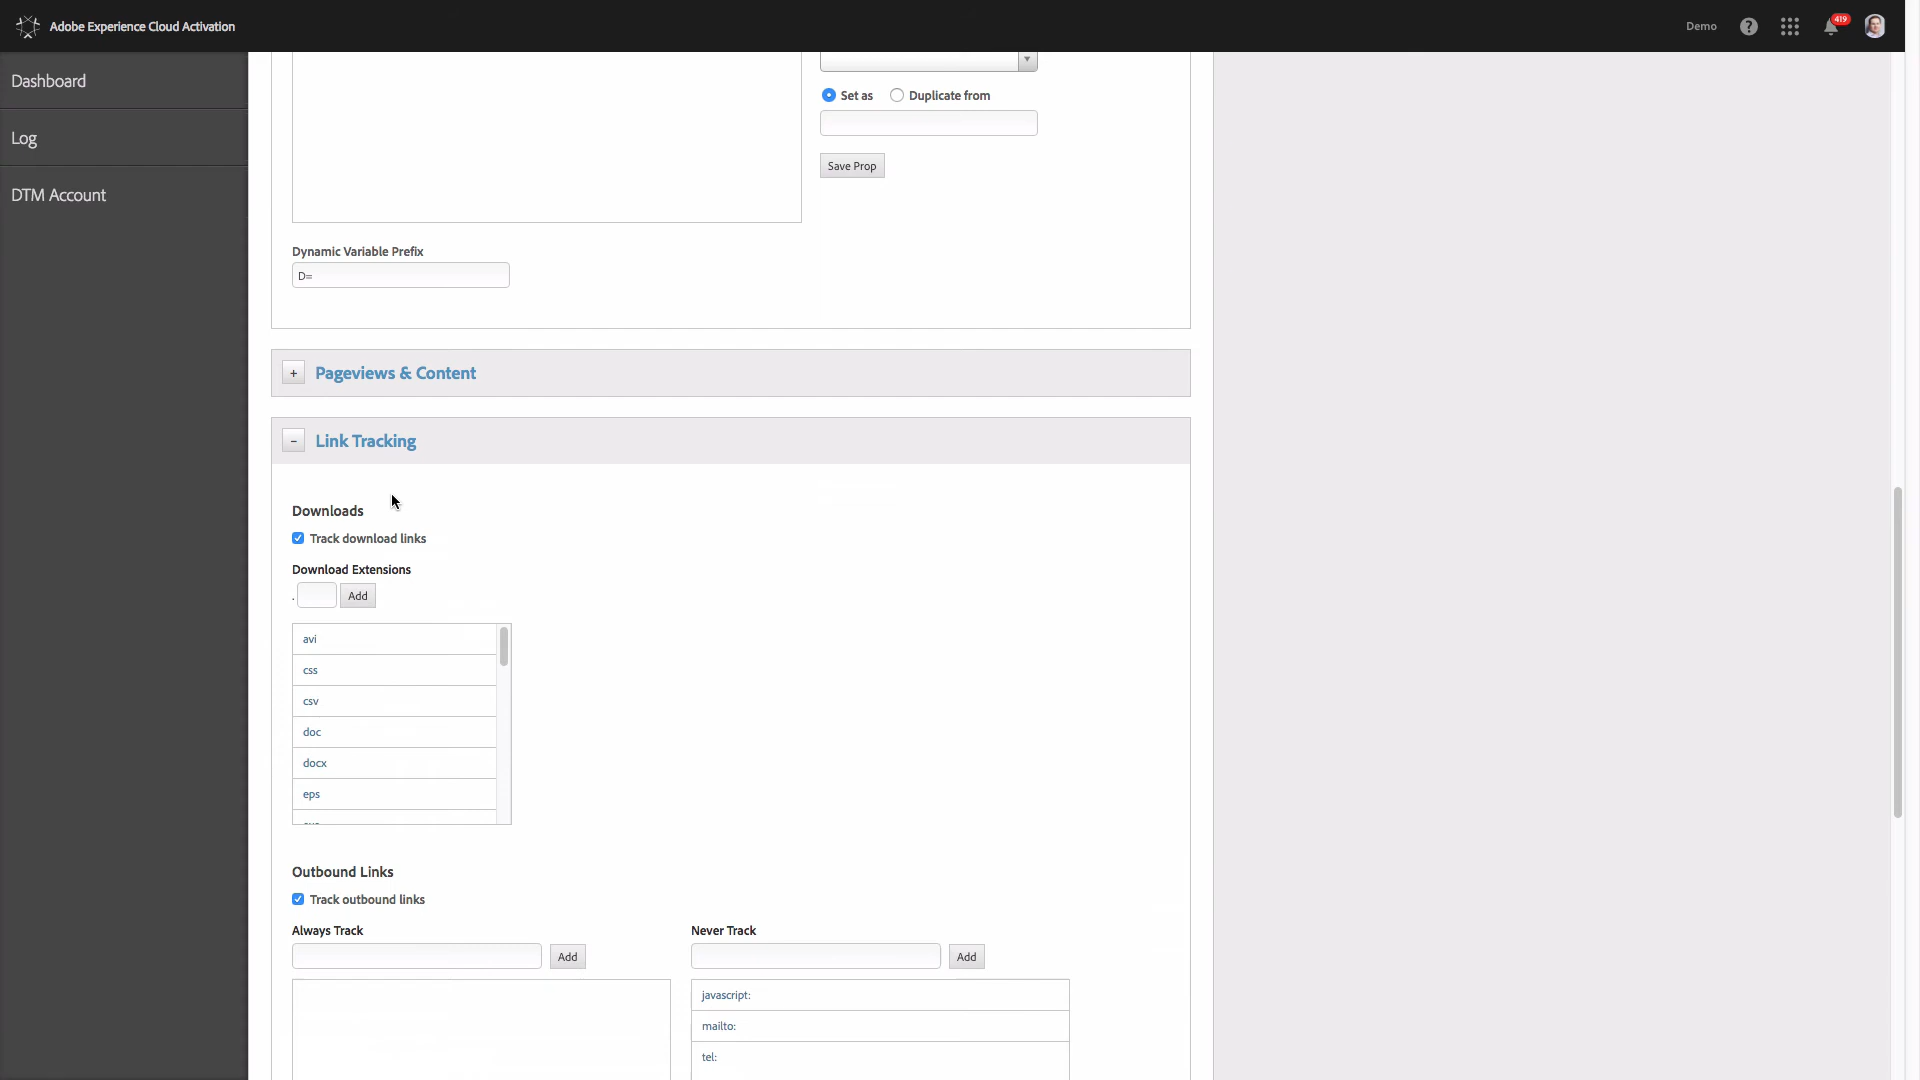 Adobe Experience Cloud Activation
Demo
419
Dashboard
Log
DTM Account
Set as
Duplicate from
Save Prop
Dynamic Variable Prefix
D=
+ Pageviews & Content
- Link Tracking
Downloads
Track download links
Download Extensions
. Add
avi
css
csv
doc
docx
eps
Outbound Links
Track outbound links
Always Track
Add
Never Track
Add
javascript:
mailto:
tel: